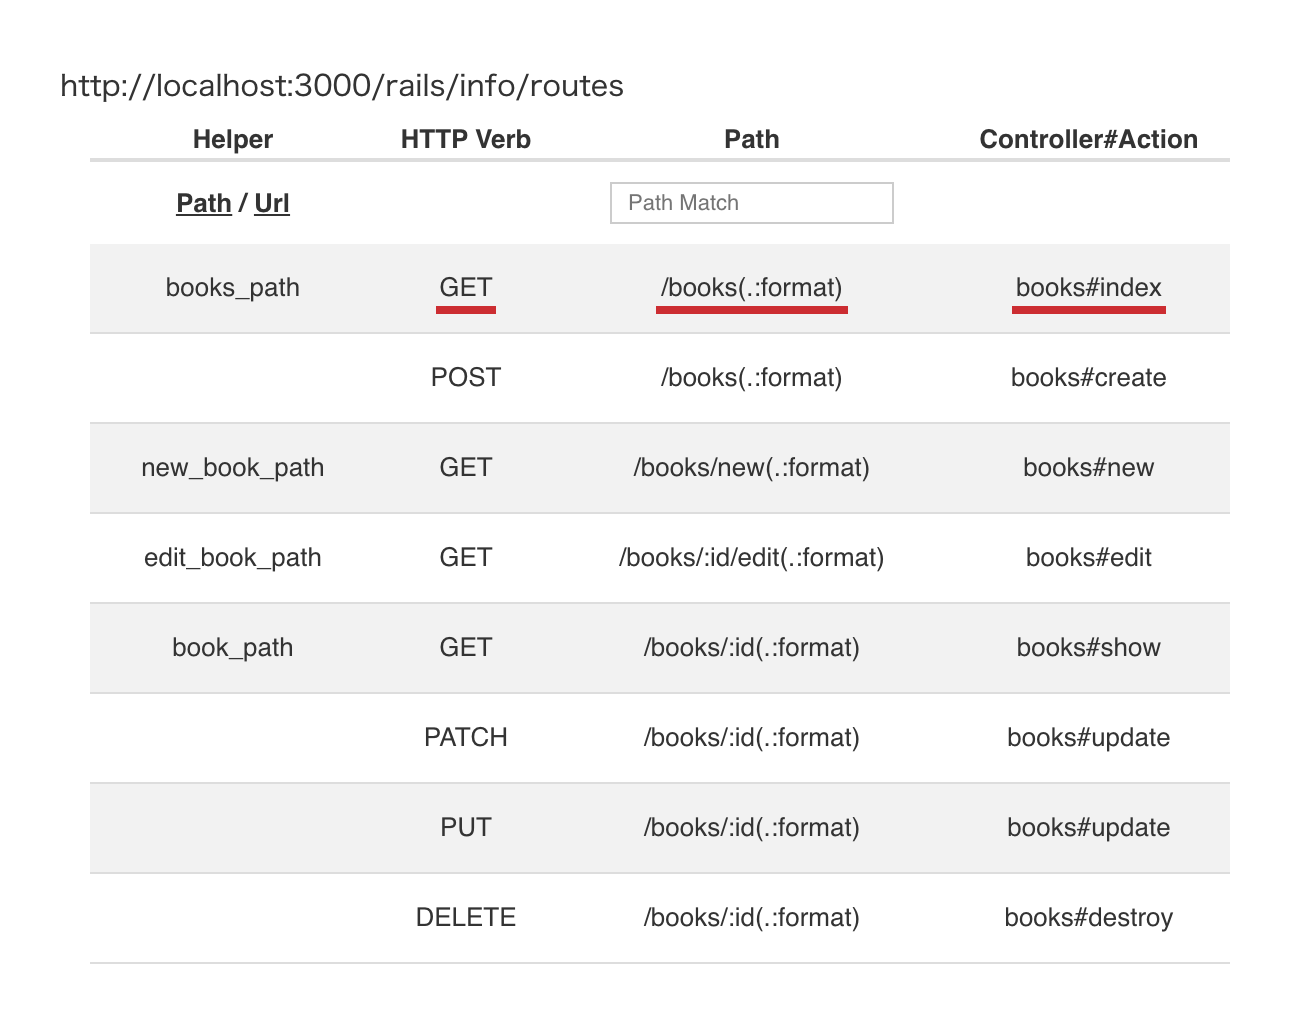 http://localhost:3000/rails/info/routes
Helper HTTP Verb Path Controller#Action
Path / Url Path Match
books_path GET /books(.:format) books#index
POST /books(.:format) books#create
new_book_path GET /books/new(.:format) books#new
edit_book_path GET /books/:id/edit(.:format) books#edit
book_path GET /books/:id(.:format) books#show
PATCH /books/:id(.:format) books#update
PUT /books/:id(.:format) books#update
DELETE /books/:id(.:format) books#destroy